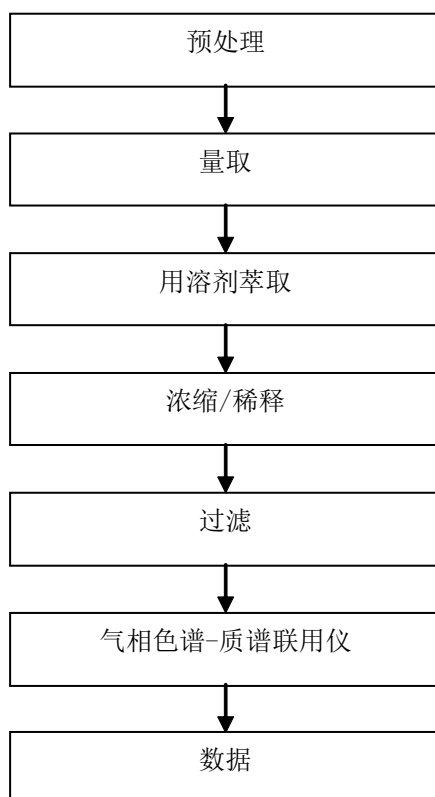 预处理
量取
用溶剂萃取
浓缩/稀释
过滤
气相色谱-质谱联用仪
数据